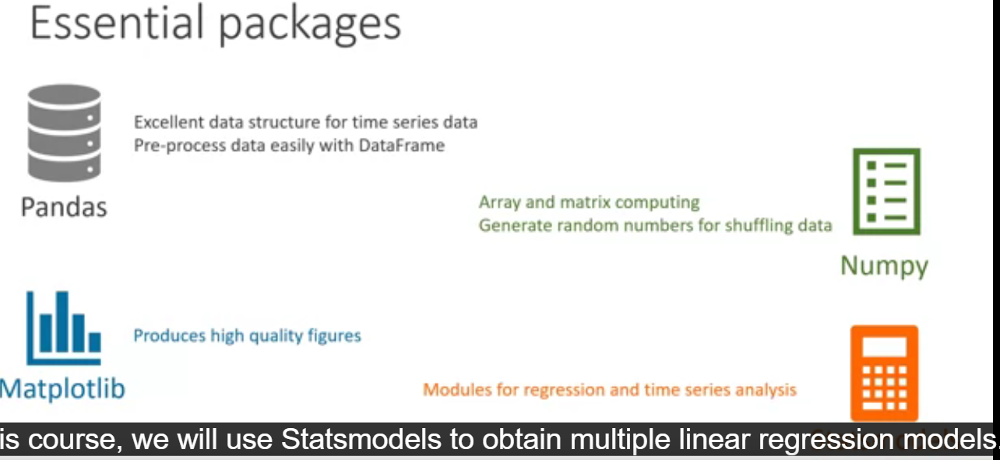 Essential packages
Excellent data structure for time series data
Pre-process data easily with DataFrame
Pandas
Array and matrix computing
Generate random numbers for shuffling data
Numpy
Produces high quality figures
Matplotlib
Modules for regression and time series analysis
is course, we will use Statsmodels to obtain multiple linear regression models.